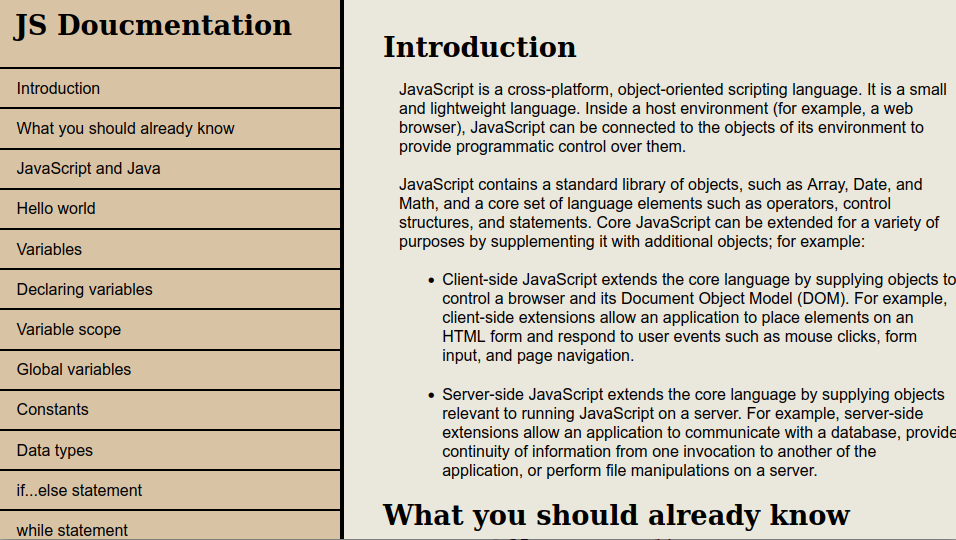 JS Doucmentation
Introduction
What you should already know
JavaScript and Java
Hello world
Variables
Declaring variables
Variable scope
Global variables
Constants
Data types
if...else statement
while statement
Introduction
JavaScript is a cross-platform, object-oriented scripting language. It is a small
and lightweight language. Inside a host environment (for example, a web
browser), JavaScript can be connected to the objects of its environment to
provide programmatic control over them.
JavaScript contains a standard library of objects, such as Array, Date, and
Math, and a core set of language elements such as operators, control
structures, and statements. Core JavaScript can be extended for a variety of
purposes by supplementing it with additional objects; for example:
• Client-side JavaScript extends the core language by supplying objects to
control a browser and its Document Object Model (DOM). For example,
client-side extensions allow an application to place elements on an
HTML form and respond to user events such as mouse clicks, form
input, and page navigation.
• Server-side JavaScript extends the core language by supplying objects
relevant to running JavaScript on a server. For example, server-side
extensions allow an application to communicate with a database, provide
continuity of information from one invocation to another of the
application, or perform file manipulations on a server.
What you should already know